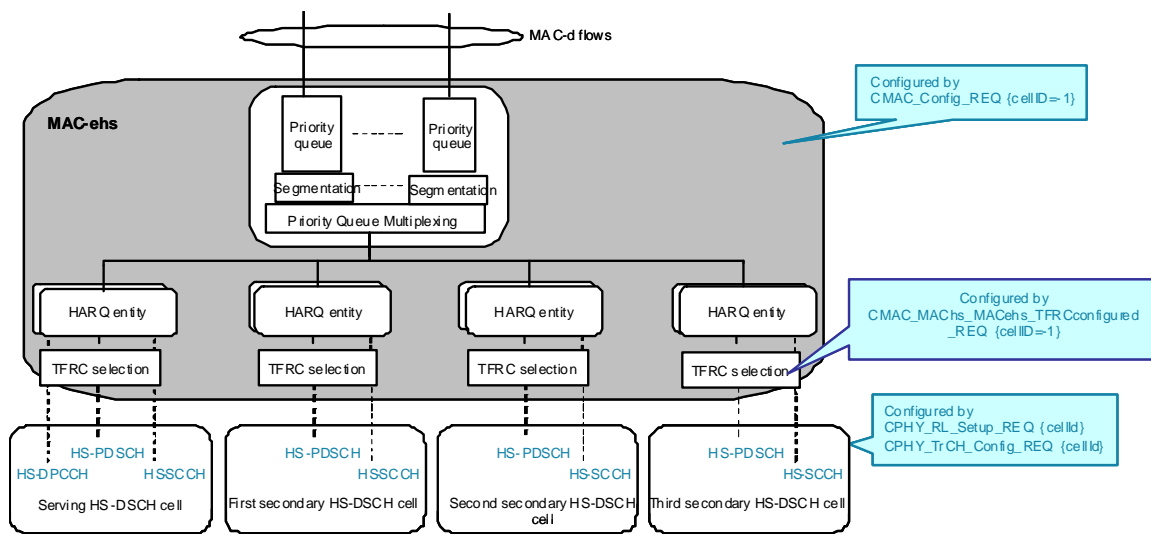 MAC-d flows
Configured by
CMAC_Config_REQ {cellID=-1}
MAC-ehs
Priority
queue
Priority
queue
Segmentation
Segmentation
Priority Queue Multiplexing
HARQ entity
HARQ entity
HARQ entity
HARQ entity
Configured by
CMAC_MAChs_MACehs_TFRCconfigured
_REQ {cellID=-1}
TFRC selection
TFRC selection
TFRC selection
TFRC selection
Configured by
CPHY_RL_Setup_REQ {cellId}
CPHY_TrCH_Config_REQ {cellId}
HS-PDSCH
HS-DPCCH
HSSCCH
Serving HS-DSCH cell
HS-PDSCH
HSSCCH
First secondary HS-DSCH cell
HS-PDSCH
HS-SCCH
Second secondary HS-DSCH
cell
HS-PDSCH
HS-SCCH
Third secondary HS-DSCH cell